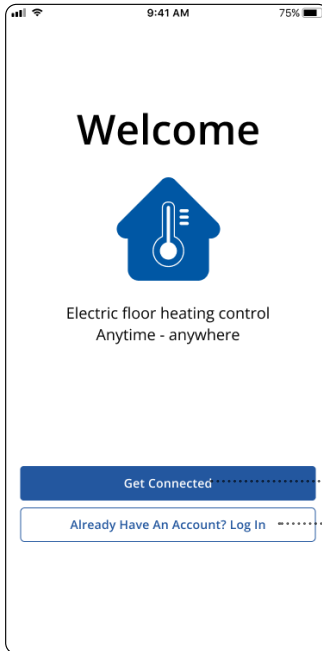 9:41 AM 75%
Welcome
Electric floor heating control
Anytime - anywhere
Get Connected
Already Have An Account? Log In